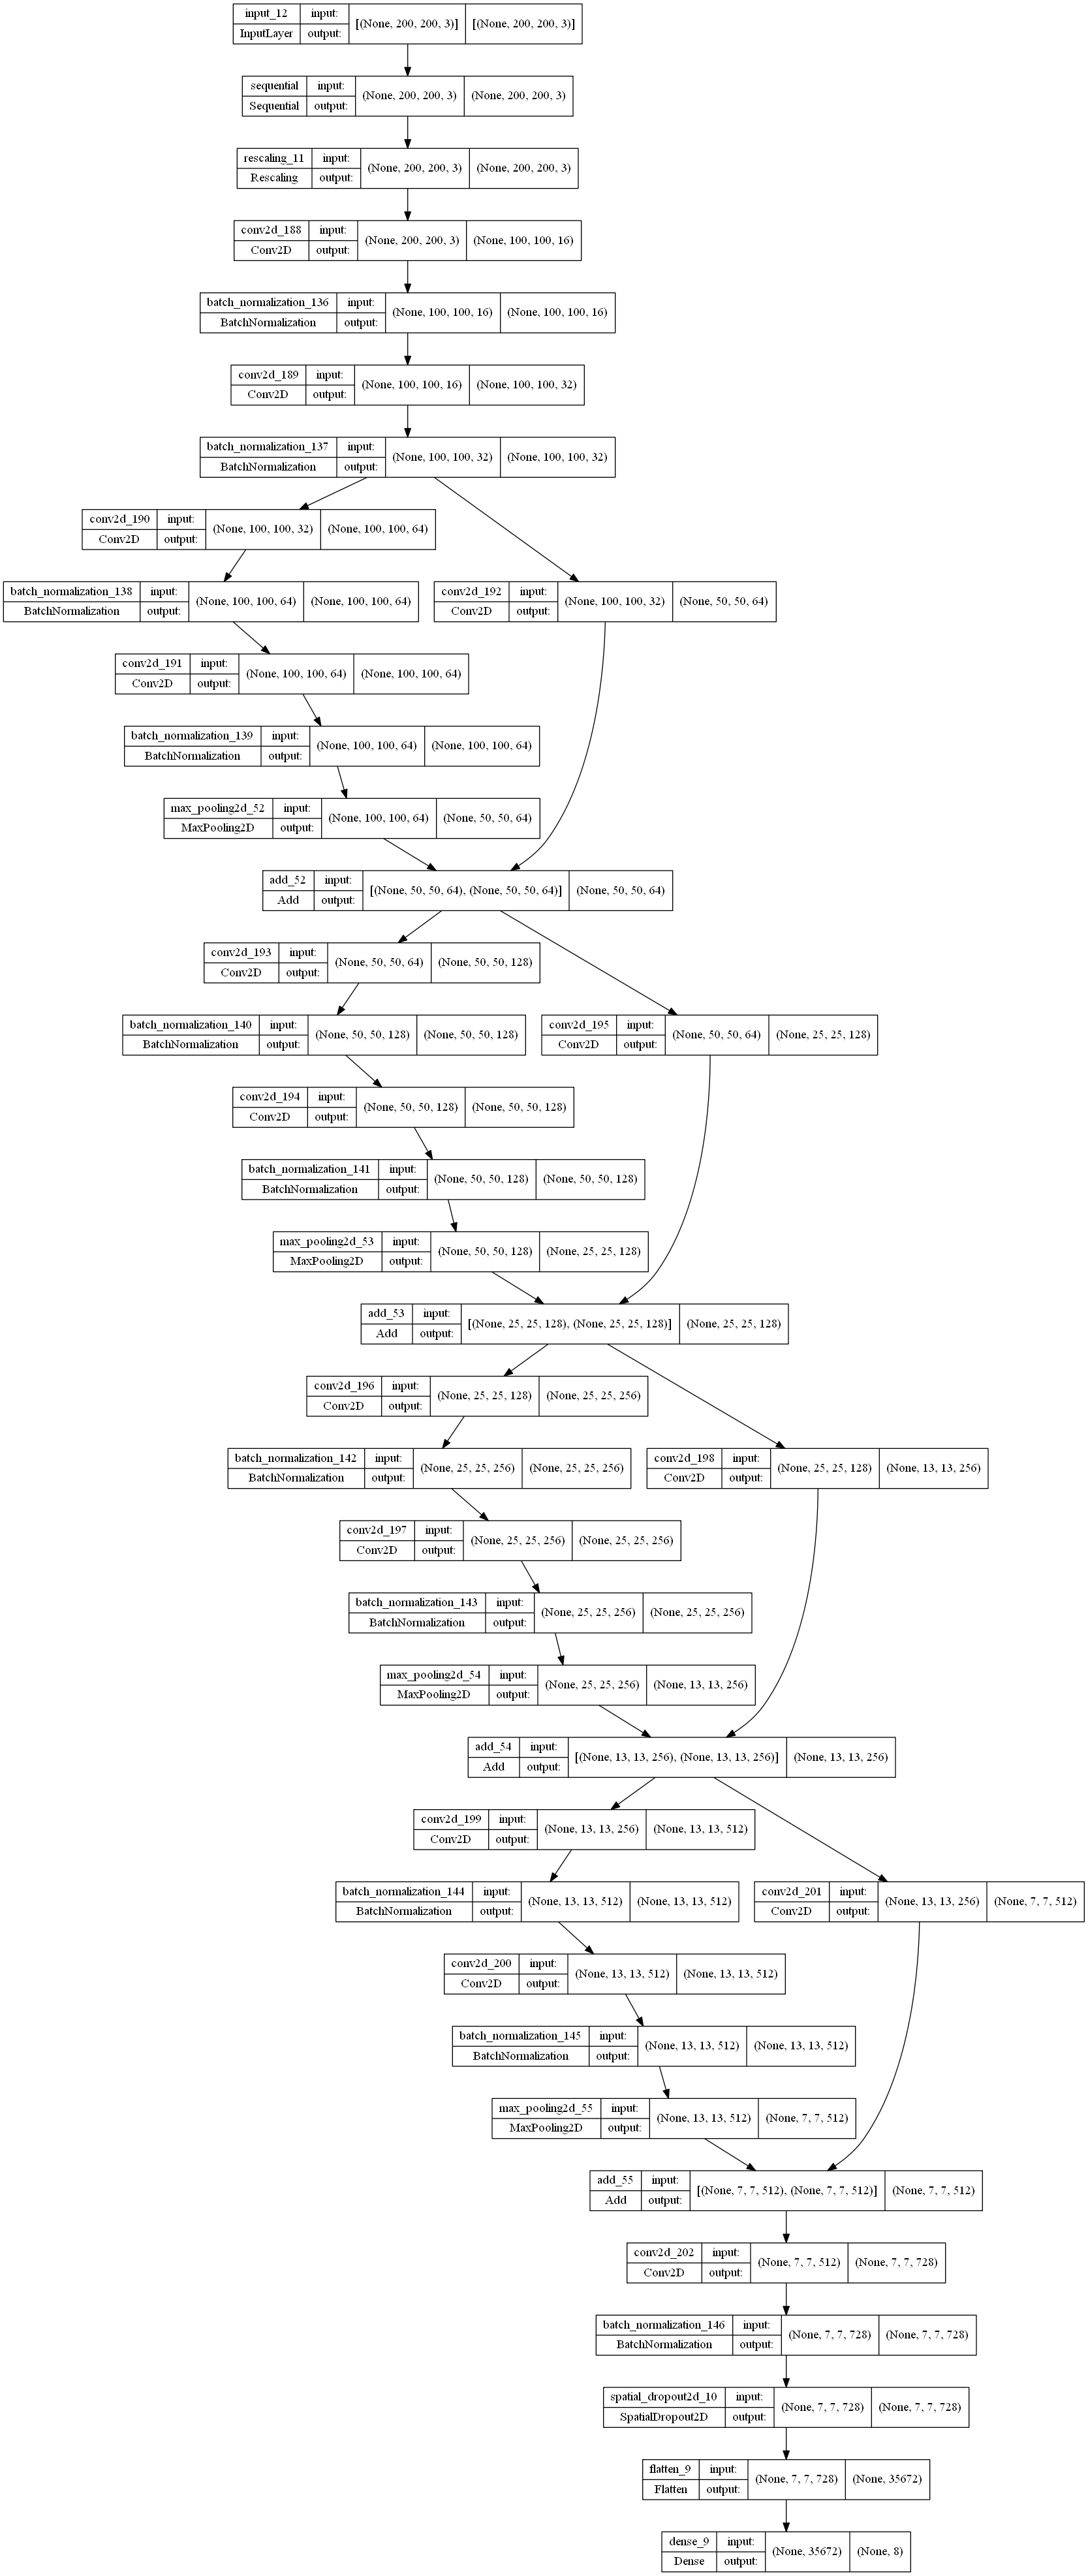 input_12 input: [(None, 200, 200, 3)] [(None, 200, 200, 3)]
InputLayer output:
sequential input: (None, 200, 200, 3) (None, 200, 200, 3)
Sequential output:
rescaling_11 input: (None, 200, 200, 3) (None, 200, 200, 3)
Rescaling output:
conv2d_188 input: (None, 200, 200, 3) (None, 100, 100, 16)
Conv2D output:
batch_normalization_136 input: (None, 100, 100, 16) (None, 100, 100, 16)
BatchNormalization output:
conv2d_189 input: (None, 100, 100, 16) (None, 100, 100, 32)
Conv2D output:
batch_normalization_137 input: (None, 100, 100, 32) (None, 100, 100, 32)
BatchNormalization output:
conv2d_190 input: (None, 100, 100, 32) (None, 100, 100, 64)
Conv2D output:
batch_normalization_138 input: (None, 100, 100, 64) (None, 100, 100, 64)
BatchNormalization output:
conv2d_192 input: (None, 100, 100, 32) (None, 50, 50, 64)
Conv2D output:
conv2d_191 input: (None, 100, 100, 64) (None, 100, 100, 64)
Conv2D output:
batch_normalization_139 input: (None, 100, 100, 64) (None, 100, 100, 64)
BatchNormalization output:
max_pooling2d_52 input: (None, 100, 100, 64) (None, 50, 50, 64)
MaxPooling2D output:
add_52 input: [(None, 50, 50, 64), (None, 50, 50, 64)] (None, 50, 50, 64)
Add output:
conv2d_193 input: (None, 50, 50, 64) (None, 50, 50, 128)
Conv2D output:
batch_normalization_140 input: (None, 50, 50, 128) (None, 50, 50, 128)
BatchNormalization output:
conv2d_195 input: (None, 50, 50, 64) (None, 25, 25, 128)
Conv2D output:
conv2d_194 input: (None, 50, 50, 128) (None, 50, 50, 128)
Conv2D output:
batch_normalization_141 input: (None, 50, 50, 128) (None, 50, 50, 128)
BatchNormalization output:
max_pooling2d_53 input: (None, 50, 50, 128) (None, 25, 25, 128)
MaxPooling2D output:
add_53 input: [(None, 25, 25, 128), (None, 25, 25, 128)] (None, 25, 25, 128)
Add output:
conv2d_196 input: (None, 25, 25, 128) (None, 25, 25, 256)
Conv2D output:
batch_normalization_142 input: (None, 25, 25, 256) (None, 25, 25, 256)
BatchNormalization output:
conv2d_198 input: (None, 25, 25, 128) (None, 13, 13, 256)
Conv2D output:
conv2d_197 input: (None, 25, 25, 256) (None, 25, 25, 256)
Conv2D output:
batch_normalization_143 input: (None, 25, 25, 256) (None, 25, 25, 256)
BatchNormalization output:
max_pooling2d_54 input: (None, 25, 25, 256) (None, 13, 13, 256)
MaxPooling2D output:
add_54 input: [(None, 13, 13, 256), (None, 13, 13, 256)] (None, 13, 13, 256)
Add output:
conv2d_199 input: (None, 13, 13, 256) (None, 13, 13, 512)
Conv2D output:
batch_normalization_144 input: (None, 13, 13, 512) (None, 13, 13, 512)
BatchNormalization output:
conv2d_201 input: (None, 13, 13, 256) (None, 7, 7, 512)
Conv2D output:
conv2d_200 input: (None, 13, 13, 512) (None, 13, 13, 512)
Conv2D output:
batch_normalization_145 input: (None, 13, 13, 512) (None, 13, 13, 512)
BatchNormalization output:
max_pooling2d_55 input: (None, 13, 13, 512) (None, 7, 7, 512)
MaxPooling2D output:
add_55 input: [(None, 7, 7, 512), (None, 7, 7, 512)] (None, 7, 7, 512)
Add output:
conv2d_202 input: (None, 7, 7, 512) (None, 7, 7, 728)
Conv2D output:
batch_normalization_146 input: (None, 7, 7, 728) (None, 7, 7, 728)
BatchNormalization output:
spatial_dropout2d_10 input: (None, 7, 7, 728) (None, 7, 7, 728)
SpatialDropout2D output:
flatten_9 input: (None, 7, 7, 728) (None, 35672)
Flatten output:
dense_9 input: (None, 35672) (None, 8)
Dense output: